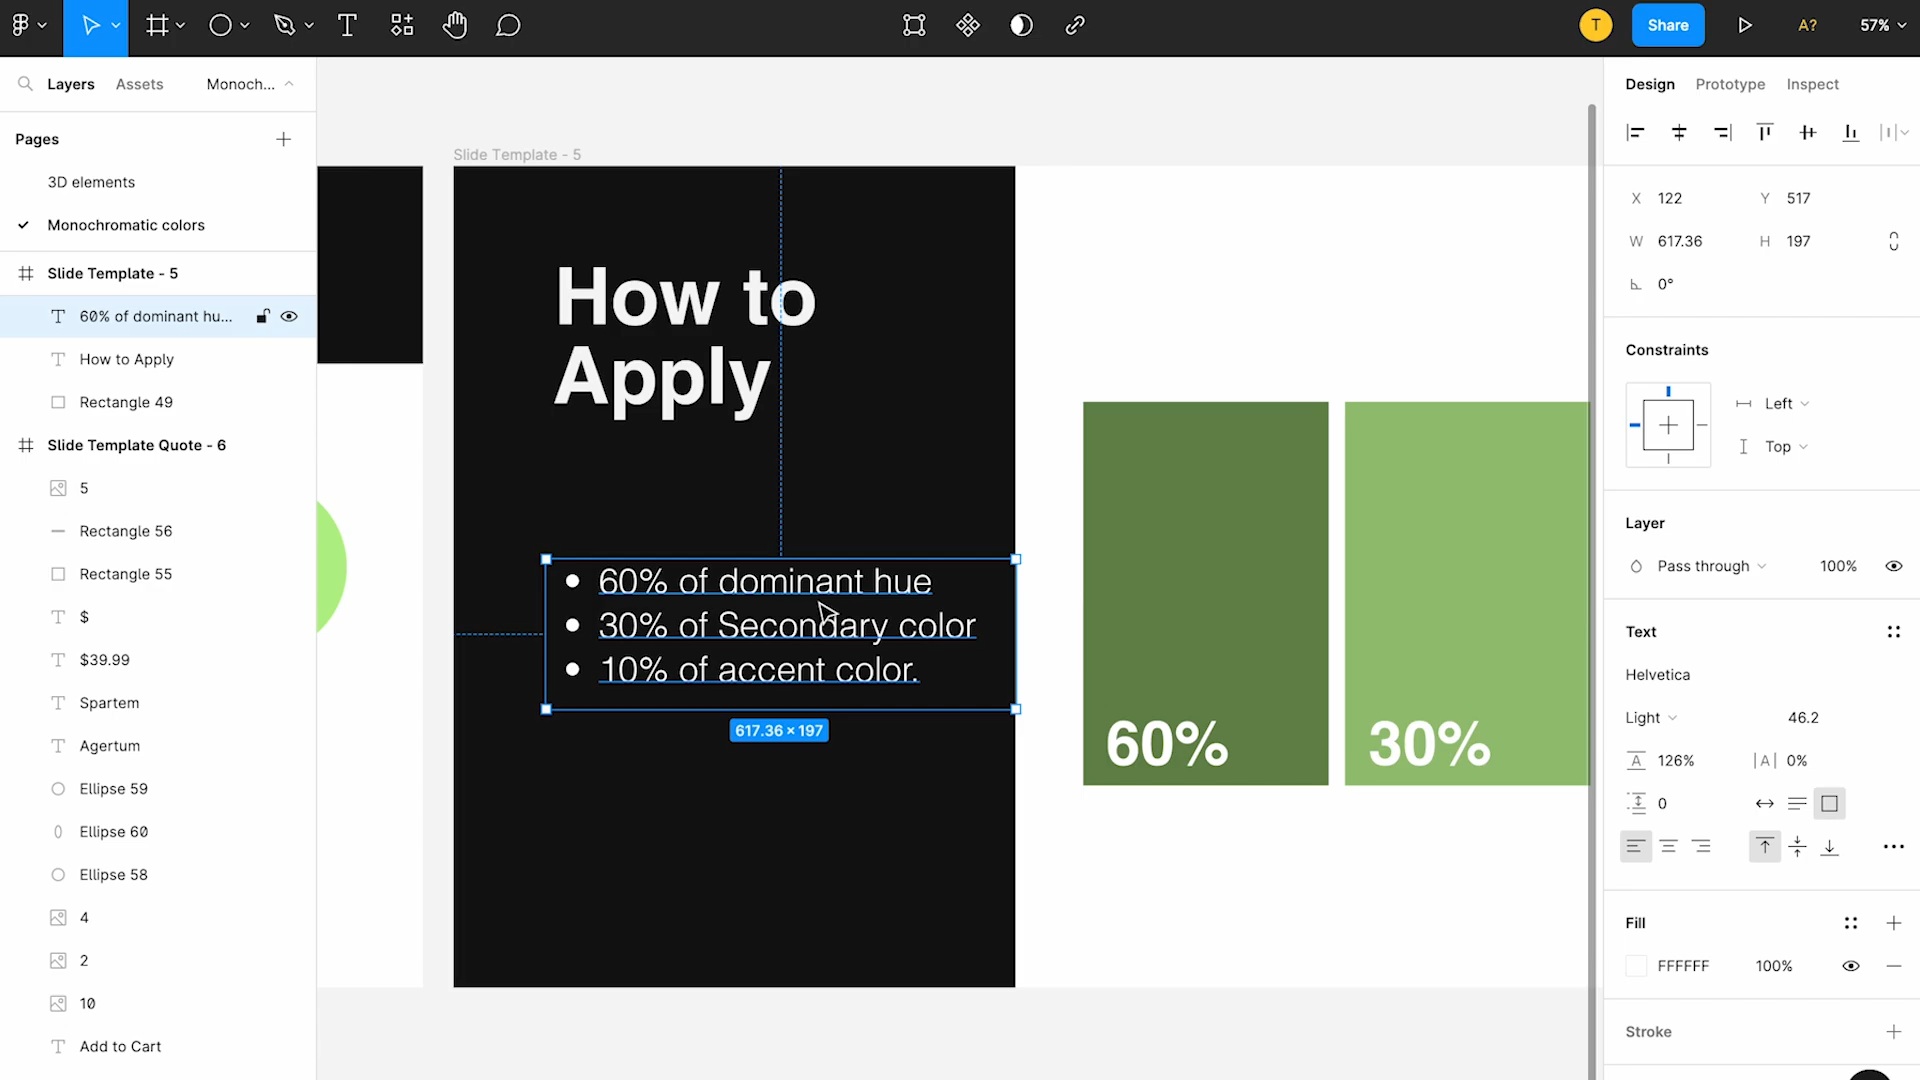 Share
A?
57%
Layers
Assets
Monoch...
Pages
3D elements
Monochromatic colors
Slide Template - 5
60% of dominant hu...
How to Apply
Rectangle 49
Slide Template Quote - 6
5
Rectangle 56
Rectangle 55
$
$39.99
Spartem
Agertum
Ellipse 59
Ellipse 60
Ellipse 58
4
2
10
Add to Cart
Slide Template - 5
How to
Apply
60% of dominant hue
30% of Secondary color
10% of accent color.
617.36 × 197
60%
30%
T
Design
Prototype
Inspect
X 122
Y 517
W 617.36
H 197
0°
Constraints
Left
Top
Layer
Pass through
100%
Text
Helvetica
Light
46.2
126%
|A| 0%
0
Fill
FFFFFF
100%
Stroke